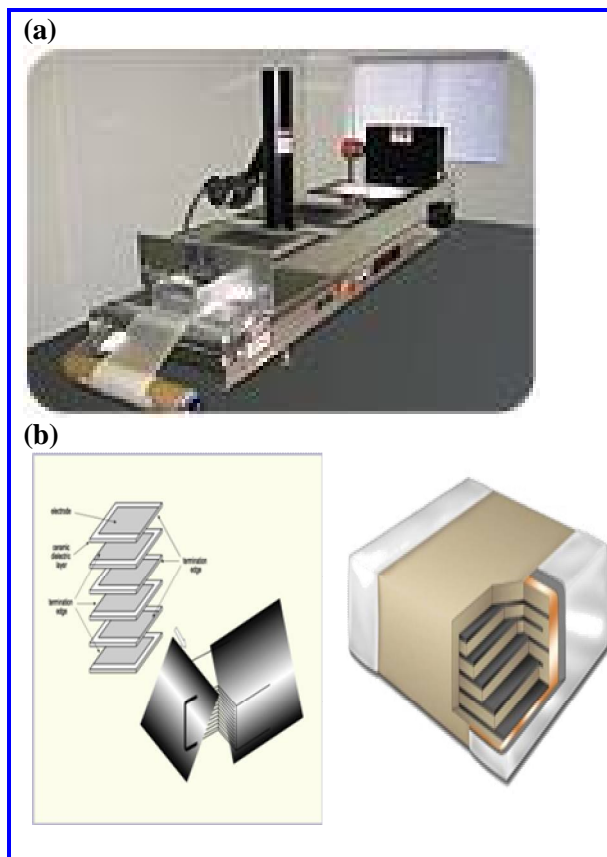 (a)
(b)
electrode
ceramic
dielectric
layer
termination
edge
termination
edge